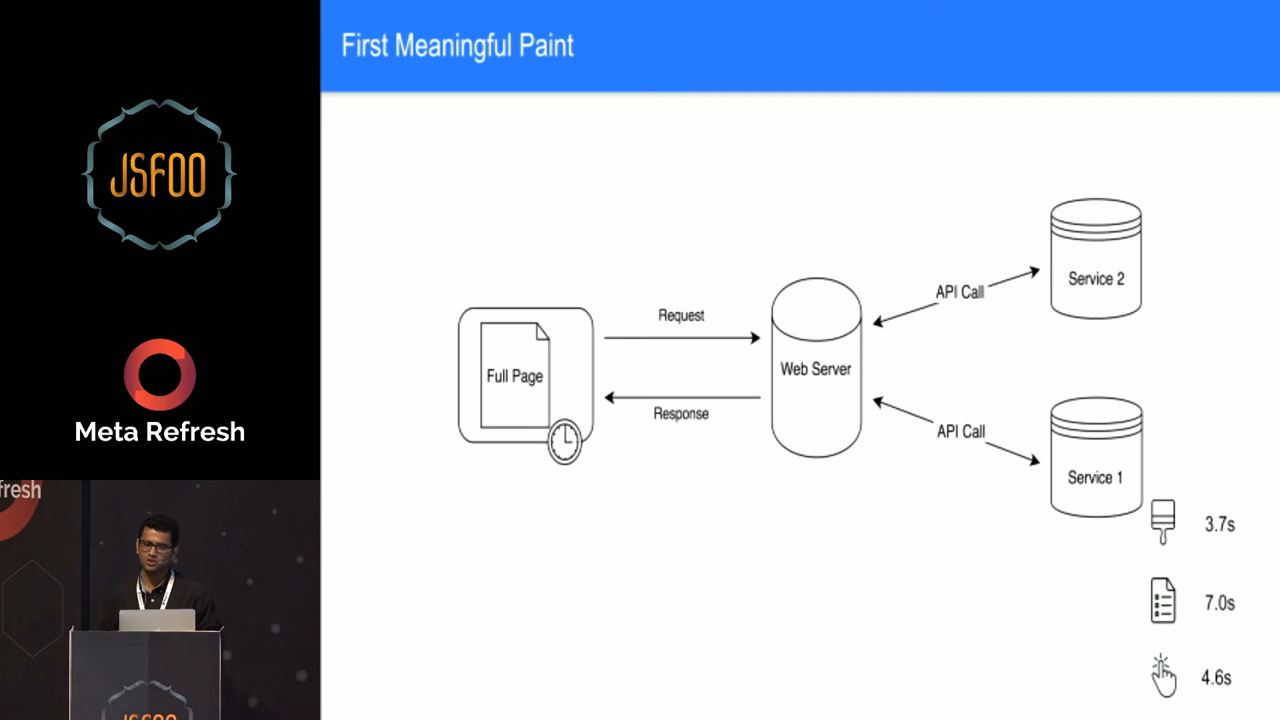 First Meaningful Paint
JSFOO
Meta Refresh
Full Page
Request
Response
Web Server
API Call
API Call
Service 2
Service 1
3.7s
7.0s
4.6s
fresh
JSFOO